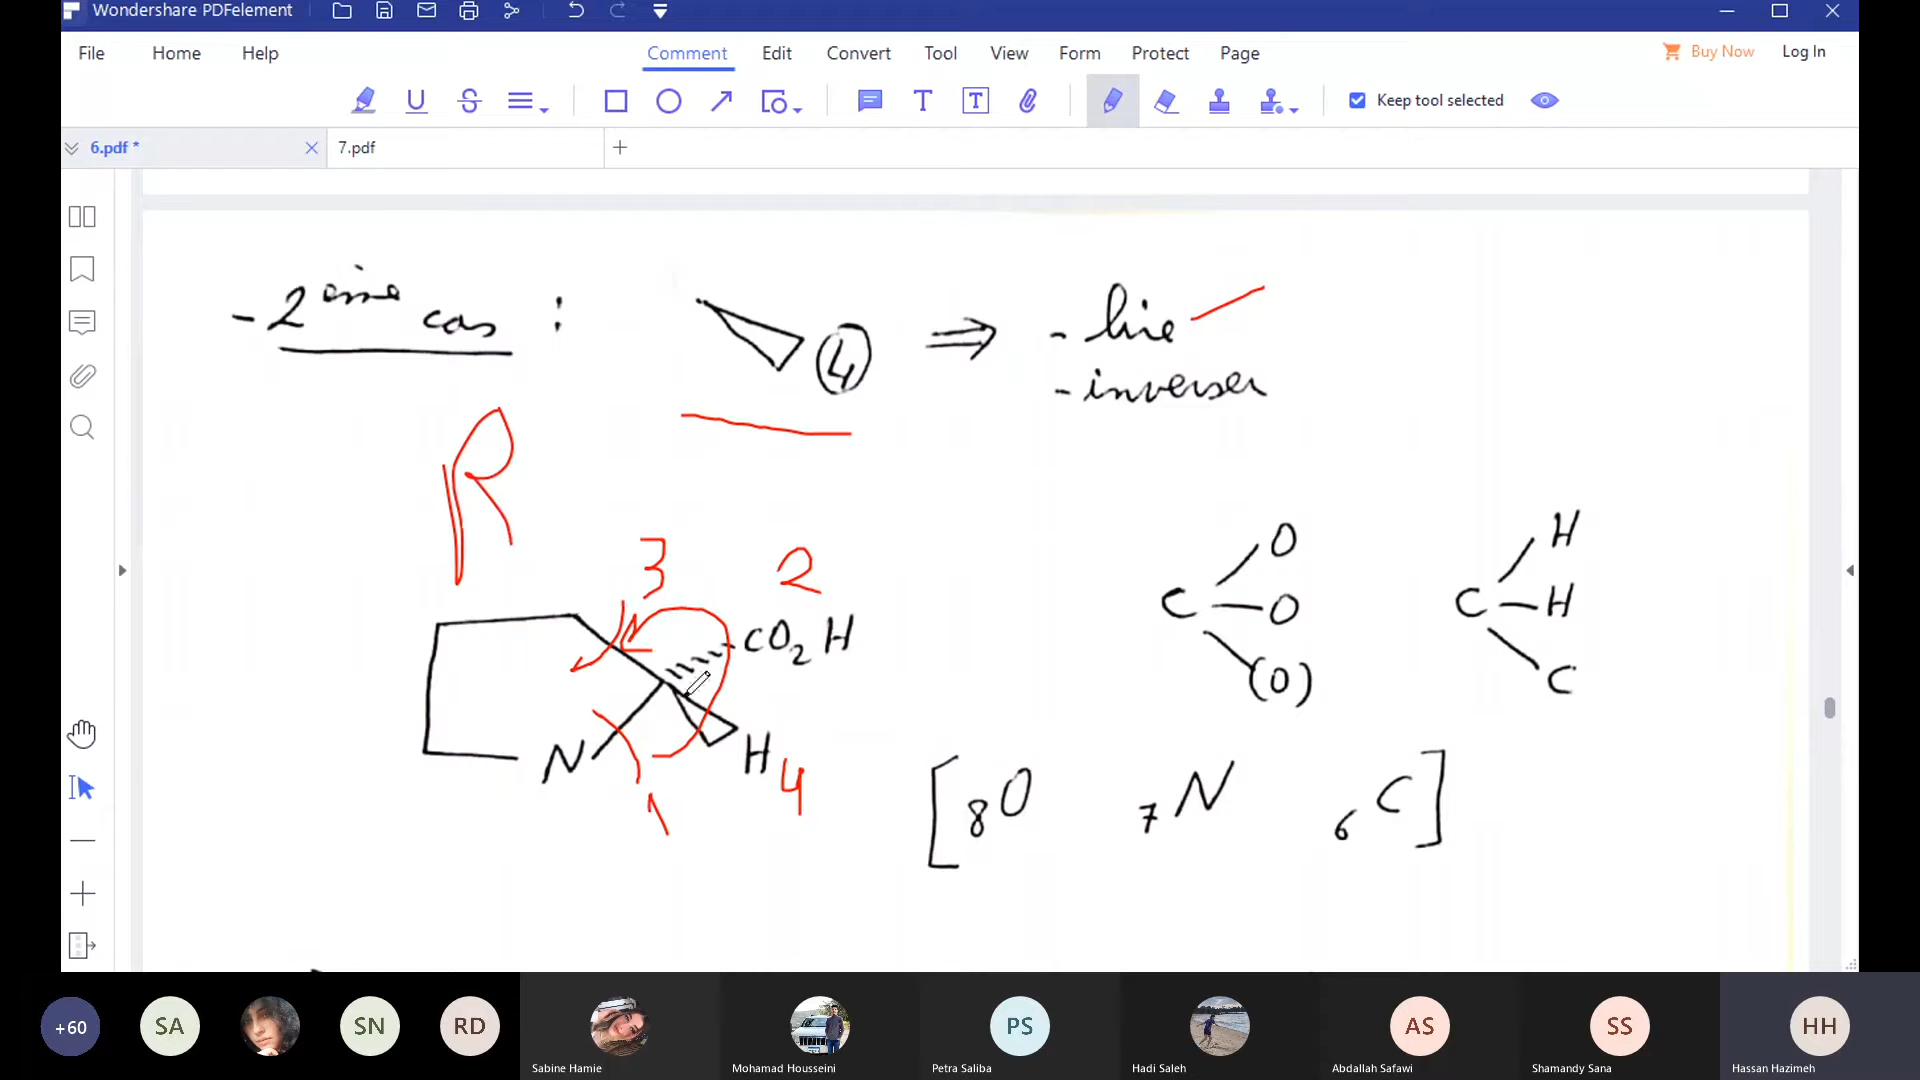 Wondershare PDFelement
File Home Help Comment Edit Convert Tool View Form Protect Page Buy Now Log In
Keep tool selected
6.pdf * 7.pdf
- 2ème cas : 4 ⇒ - lire
- inverser
R
3 2
CO2H
N H 4
1
C O O (O)
C H H C
[ 8O 7N 6C ]
+60 SA SN RD PS AS SS HH
Sabine Hamie Mohamad Housseini Petra Saliba Hadi Saleh Abdallah Safawi Shamandy Sana Hassan Hazimeh